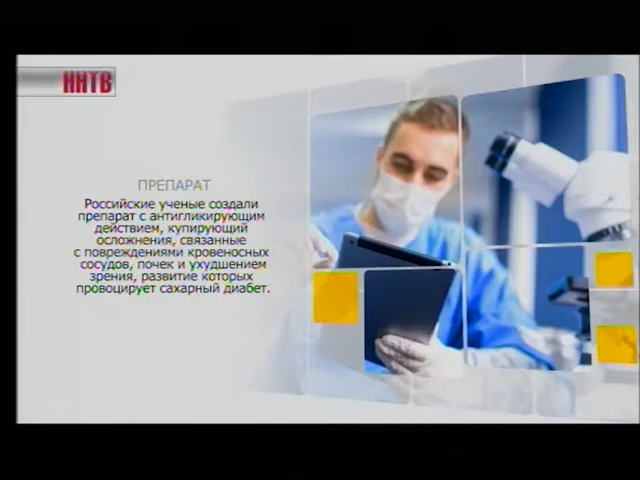 ННТВ
ПРЕПАРАТ
Российские ученые создали
препарат с антигликирующим
действием, купирующий
осложнения, связанные
с повреждениями кровеносных
сосудов, почек и ухудшением
зрения, развитие которых
провоцирует сахарный диабет.